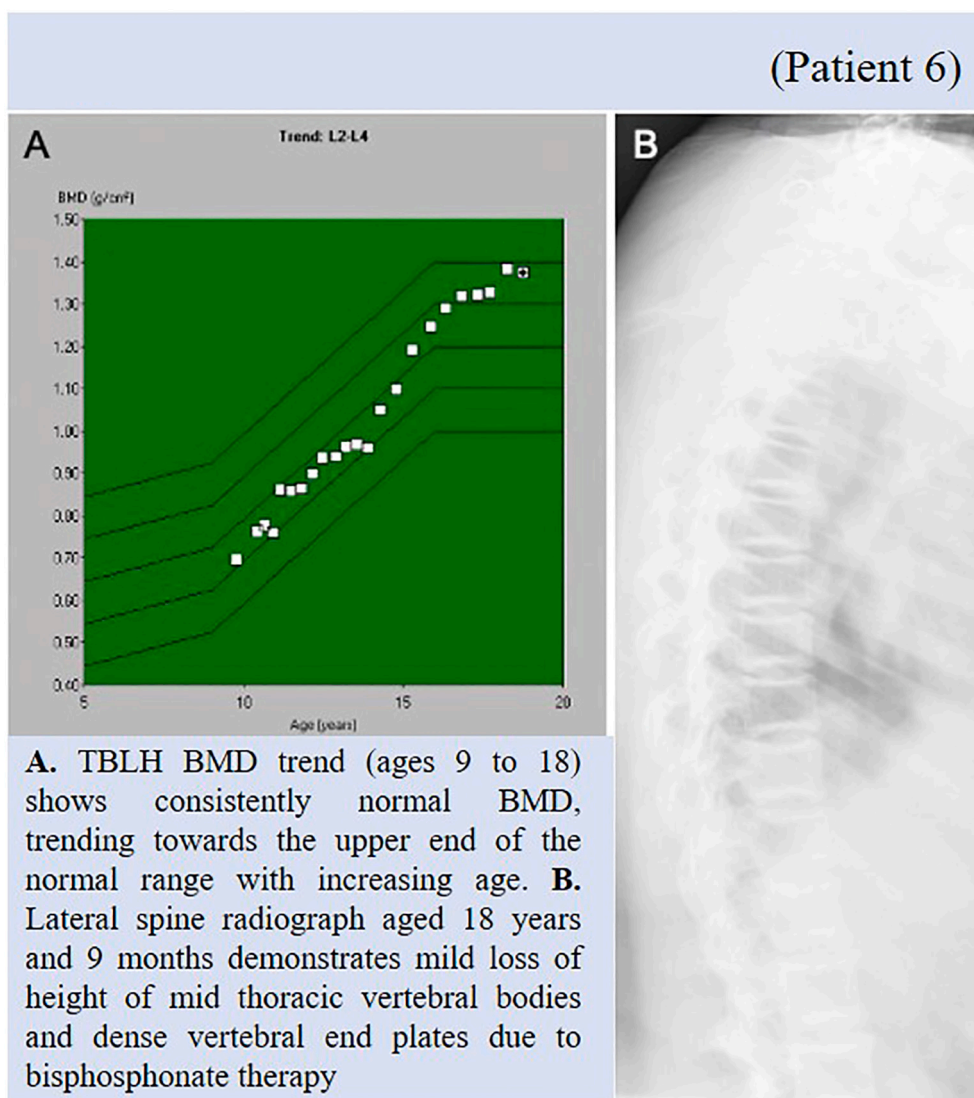 (Patient 6)
A
Trend: L2-L4
BMD (g/cm²)
1.50
1.40
1.30
1.20
1.10
1.00
0.90
0.80
0.70
0.60
0.50
0.40
5 10 15 20
Age (years)
B
A. TBLH BMD trend (ages 9 to 18)
shows consistently normal BMD,
trending towards the upper end of the
normal range with increasing age. B.
Lateral spine radiograph aged 18 years
and 9 months demonstrates mild loss of
height of mid thoracic vertebral bodies
and dense vertebral end plates due to
bisphosphonate therapy